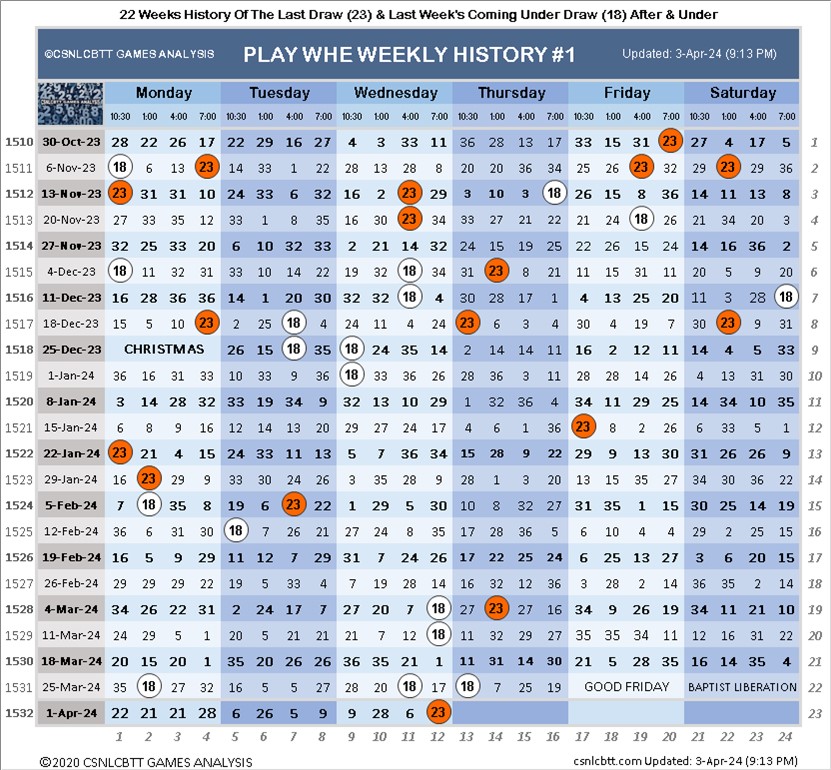 22 Weeks History Of The Last Draw (23) & Last Week's Coming Under Draw (18) After & Under
©CSNLCBTT GAMES ANALYSIS PLAY WHE WEEKLY HISTORY #1 Updated: 3-Apr-24 (9:13 PM)
CSNLCBTT GAMES ANALYSIS Monday Tuesday Wednesday Thursday Friday Saturday
10:30 1:00 4:00 7:00 10:30 1:00 4:00 7:00 10:30 1:00 4:00 7:00 10:30 1:00 4:00 7:00 10:30 1:00 4:00 7:00 10:30 1:00 4:00 7:00
1510 30-Oct-23 28 22 26 17 22 29 16 27 4 3 33 11 36 28 13 17 33 15 31 23 27 4 17 5 1
1511 6-Nov-23 18 6 13 23 14 33 1 22 28 13 28 8 20 20 36 34 24 19 23 32 29 22 23 29 36 2
1512 13-Nov-23 23 31 31 10 24 33 6 32 16 2 23 29 3 10 3 18 26 15 8 36 14 11 13 8 3
1513 20-Nov-23 27 33 35 12 33 1 8 35 16 30 23 34 33 27 21 22 21 24 18 26 21 34 20 3 4
1514 27-Nov-23 32 25 33 20 6 10 32 33 2 21 14 32 24 15 19 25 22 26 15 24 14 16 36 2 5
1515 4-Dec-23 18 11 32 31 33 10 14 22 19 32 18 34 31 23 8 21 11 15 31 11 20 5 9 20 6
1516 11-Dec-23 16 28 36 36 14 1 20 30 32 32 18 4 30 28 17 1 4 13 25 20 11 3 28 18 7
1517 18-Dec-23 15 5 10 23 2 25 18 4 24 11 4 24 23 8 3 4 30 4 19 7 30 23 9 31 8
1518 25-Dec-23 CHRISTMAS 26 15 18 35 18 24 35 14 2 14 14 3 16 2 12 11 14 4 5 33 9
1519 1-Jan-24 36 16 31 33 10 33 9 36 18 33 36 26 28 36 3 11 28 28 14 26 4 13 31 30 10
1520 8-Jan-24 3 14 28 32 33 19 34 9 32 13 10 29 1 32 36 4 34 11 29 25 14 34 10 35 11
1521 15-Jan-24 6 8 9 16 12 14 13 36 29 27 24 17 4 6 1 36 23 8 2 26 6 33 5 1 12
1522 22-Jan-24 23 21 4 15 24 33 11 13 5 7 36 34 15 28 9 22 29 9 13 30 31 26 26 9 13
1523 29-Jan-24 16 23 29 9 33 30 24 26 3 35 28 9 28 1 3 20 13 15 35 27 34 35 30 32 14
1524 5-Feb-24 7 18 35 8 19 6 23 22 1 29 5 30 10 8 32 27 31 35 1 15 30 25 14 19 15
1525 12-Feb-24 36 6 31 30 18 7 26 21 27 24 8 35 17 28 36 5 6 10 4 34 29 2 25 15 16
1526 19-Feb-24 16 5 9 29 11 12 7 29 31 7 24 26 17 22 25 24 6 25 13 27 3 6 20 15 17
1527 26-Feb-24 29 29 29 22 19 5 33 4 7 19 28 14 16 32 12 36 3 28 2 14 36 35 2 14 18
1528 4-Mar-24 34 26 22 31 2 24 17 7 27 20 7 18 27 23 27 16 34 9 26 19 34 11 21 10 19
1529 11-Mar-24 24 29 5 1 20 5 21 21 21 7 12 18 11 33 29 27 35 35 34 11 12 16 31 22 20
1530 18-Mar-24 20 15 20 1 35 20 26 26 36 35 21 1 11 31 14 30 21 5 28 35 16 14 35 4 21
1531 25-Mar-24 35 18 27 32 16 5 5 27 28 20 18 17 18 7 25 19 GOOD FRIDAY BAPTIST LIBERATION 22
1532 1-Apr-24 22 21 21 28 6 26 5 9 9 28 6 23 23
1 2 3 4 5 6 7 8 9 10 11 12 13 14 15 16 17 18 19 20 21 22 23 24
©2020 CSNLCBTT GAMES ANALYSIS csnlcbtt.com Updated: 3-Apr-24 (9:13 PM)